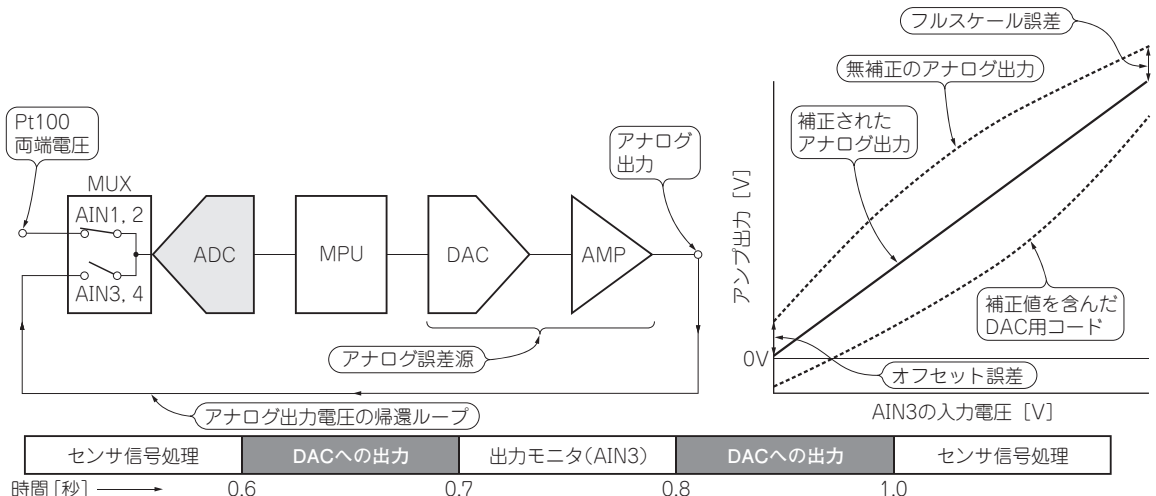 Pt100
両端電圧
MUX
AIN1, 2
AIN3, 4
ADC
MPU
DAC
AMP
アナログ
出力
アナログ誤差源
アナログ出力電圧の帰還ループ
フルスケール誤差
無補正のアナログ出力
補正された
アナログ出力
アンプ出力 [V]
補正値を含んだ
DAC用コード
0V
オフセット誤差
AIN3の入力電圧 [V]
センサ信号処理
DACへの出力
出力モニタ(AIN3)
DACへの出力
センサ信号処理
時間[秒]
0.6
0.7
0.8
1.0